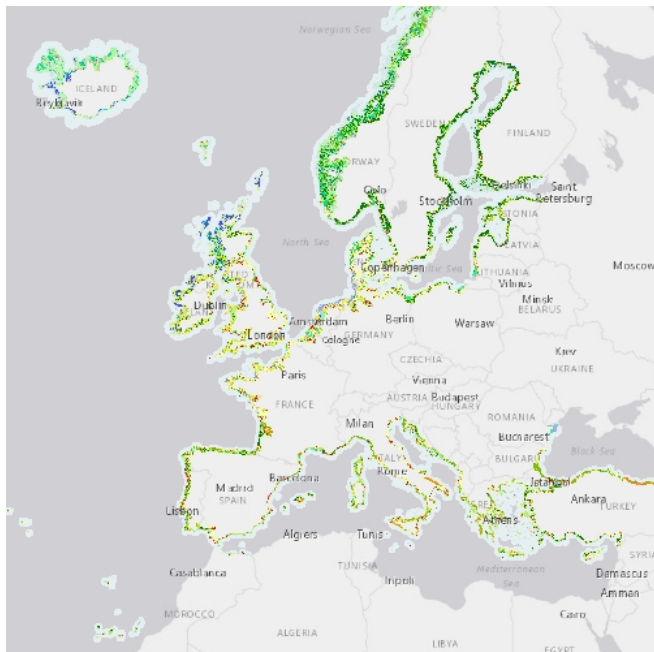 Norwegian Sea
ICELAND
Reykjavik
SWEDEN
FINLAND
NORWAY
Oslo
Helsinki
Saint
Petersburg
Stockholm
ESTONIA
North Sea
LATVIA
Moscow
Copenhagen
Baltic Sea
LITHUANIA
Vilnius
Dublin
Minsk
BELARUS
Amsterdam
London
Berlin
Warsaw
GERMANY
Cologne
Kiev
CZECHIA
UKRAINE
Paris
Vienna
FRANCE
AUSTRIA
Budapest
HUNGARY
ROMANIA
Milan
Bucharest
Black Sea
BULGARI
ITALY
Rome
Madrid
Barcelona
Istanbul
SPAIN
Ankara
TURKEY
Lisbon
Athens
Algiers
Tunis
SYRIA
Casablanca
TUNISIA
Mediterranean
Sea
Damascus
Tripoli
Amman
MOROCCO
Cairo
ALGERIA
LIBYA
EGYPT